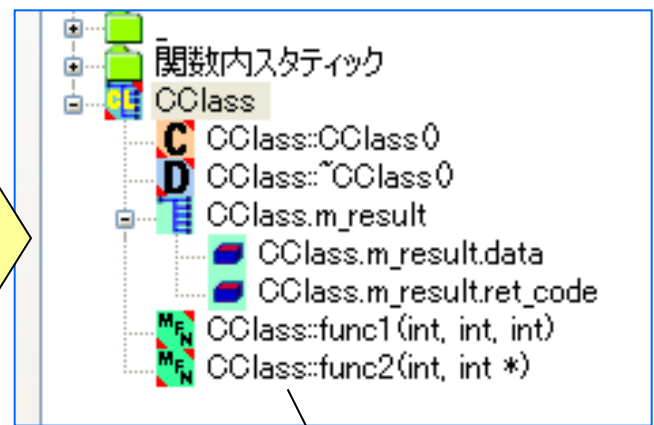 _
関数内スタティック
CClass
CClass::CClass()
CClass::~CClass()
CClass.m_result
CClass.m_result.data
CClass.m_result.ret_code
CClass::func1(int, int, int)
CClass::func2(int, int *)